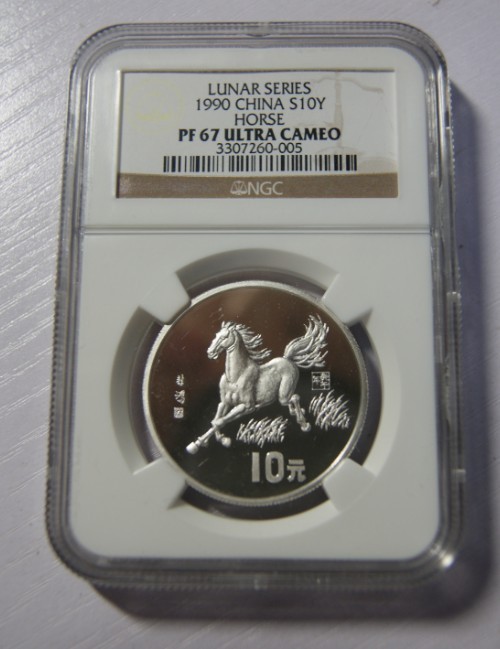 LUNAR SERIES
1990 CHINA S10Y
HORSE
PF 67 ULTRA CAMEO
3307260-005
NGC
10元